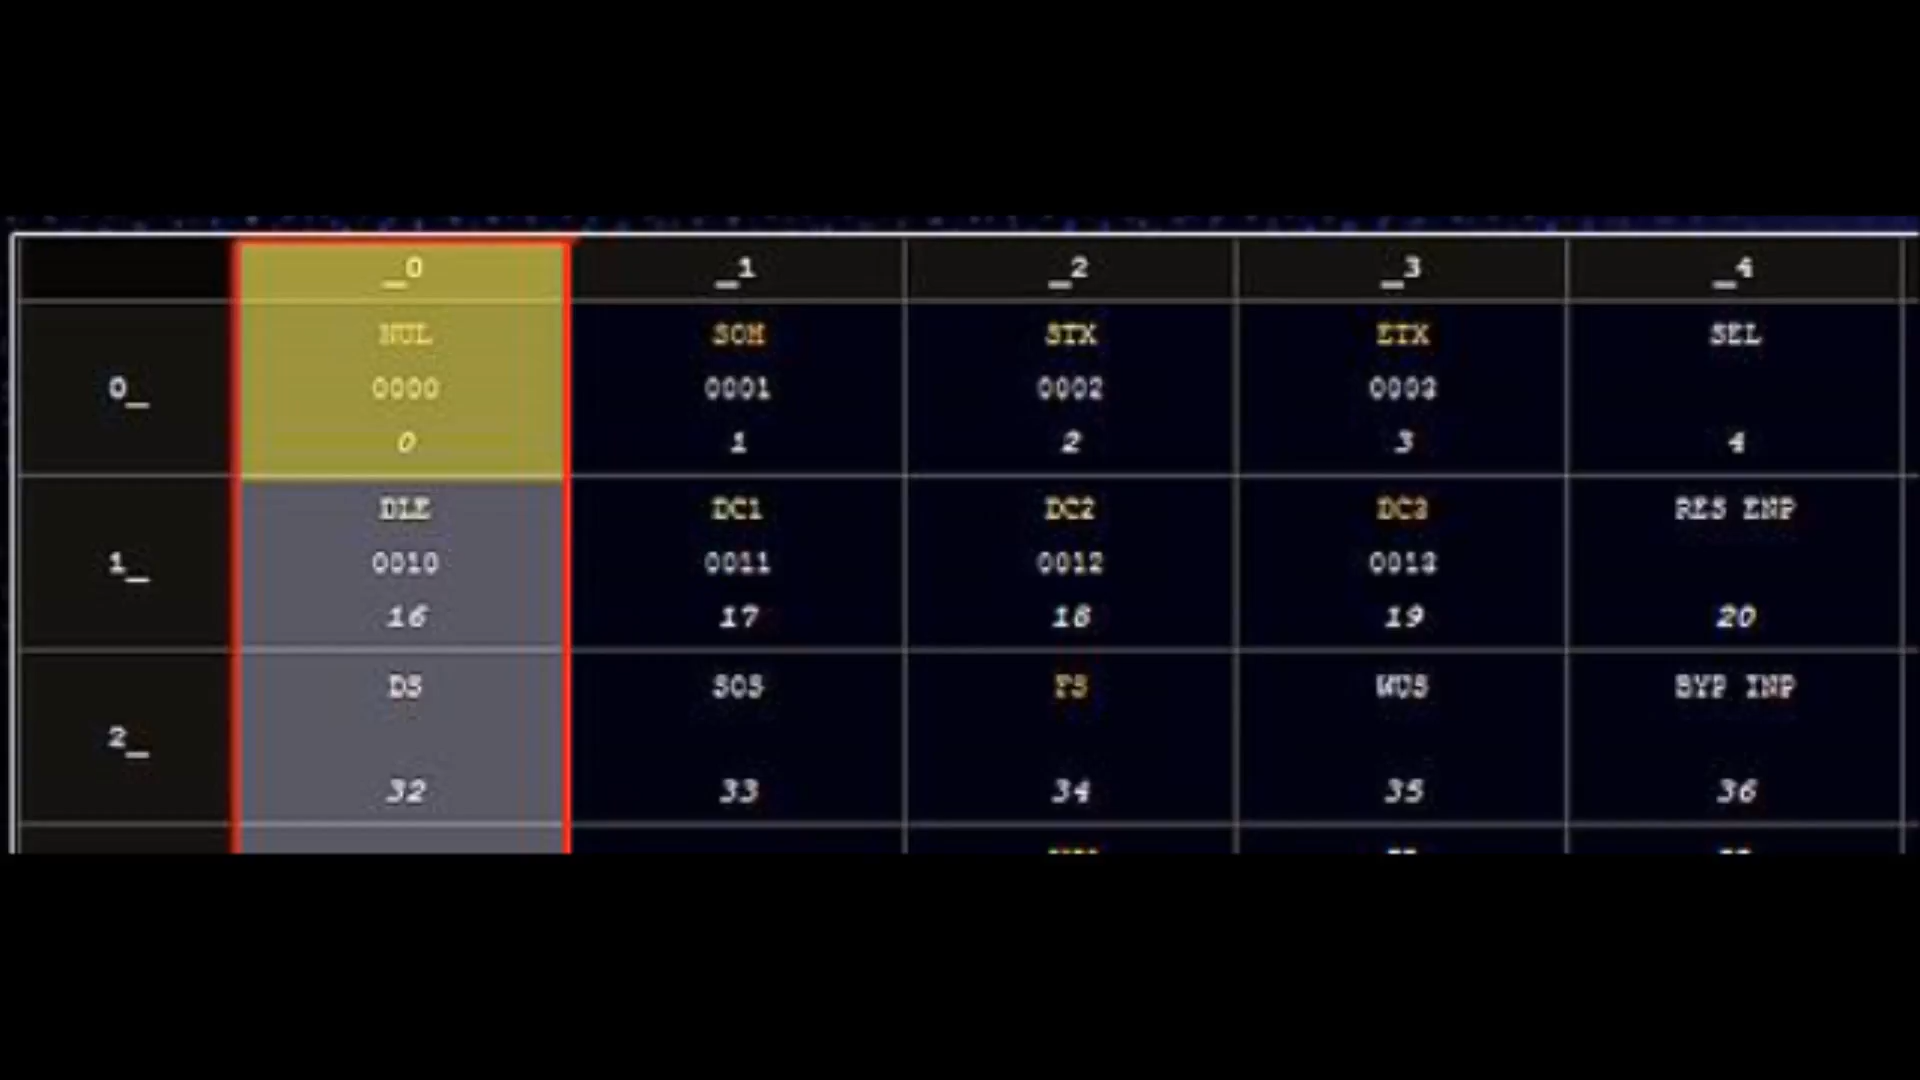 _0 _1 _2 _3 _4
NUL SOH STX ETX SEL
0_ 0000 0001 0002 0003
0 1 2 3 4
DLE DC1 DC2 DC3 RES ENP
1_ 0010 0011 0012 0013
16 17 18 19 20
DS SOS FS WUS BYP INP
2_
32 33 34 35 36